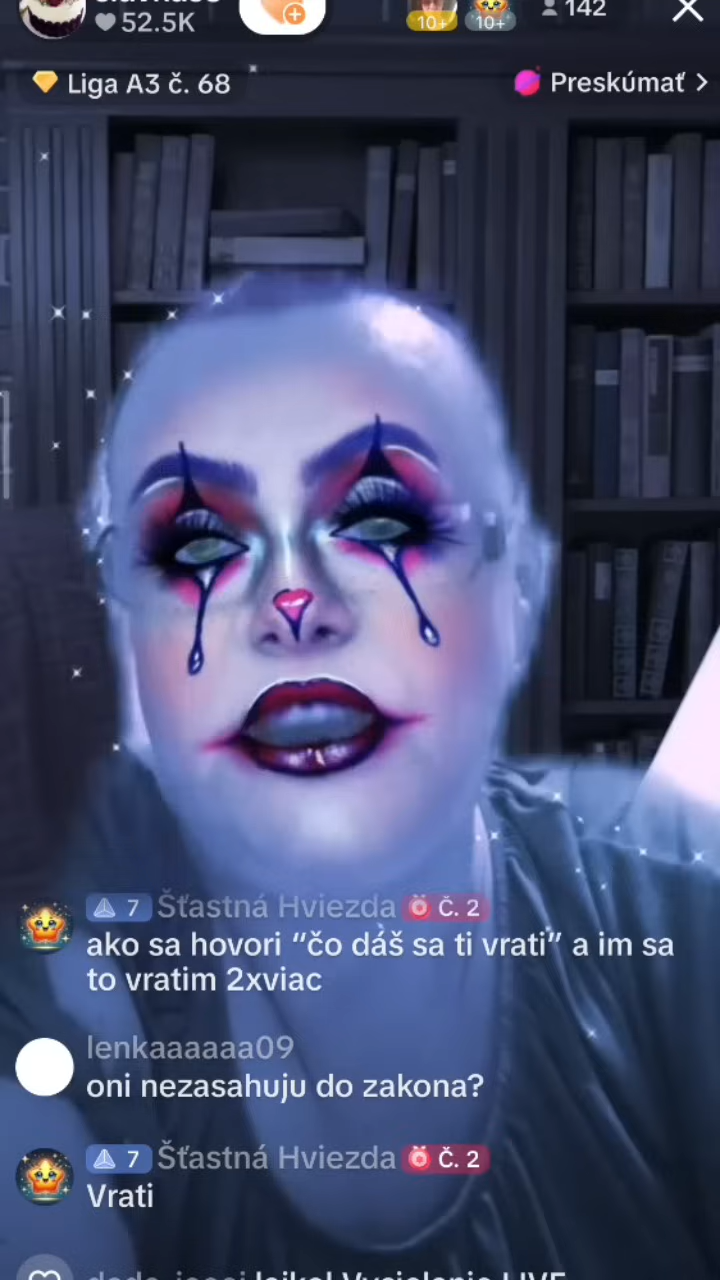 52.5K
10+
10+
142
Liga A3 č. 68
Preskúmať
7 Šťastná Hviezda Č. 2
ako sa hovori “čo dáš sa ti vrati” a im sa
to vratim 2xviac
lenkaaaaaa09
oni nezasahuju do zakona?
7 Šťastná Hviezda Č. 2
Vrati